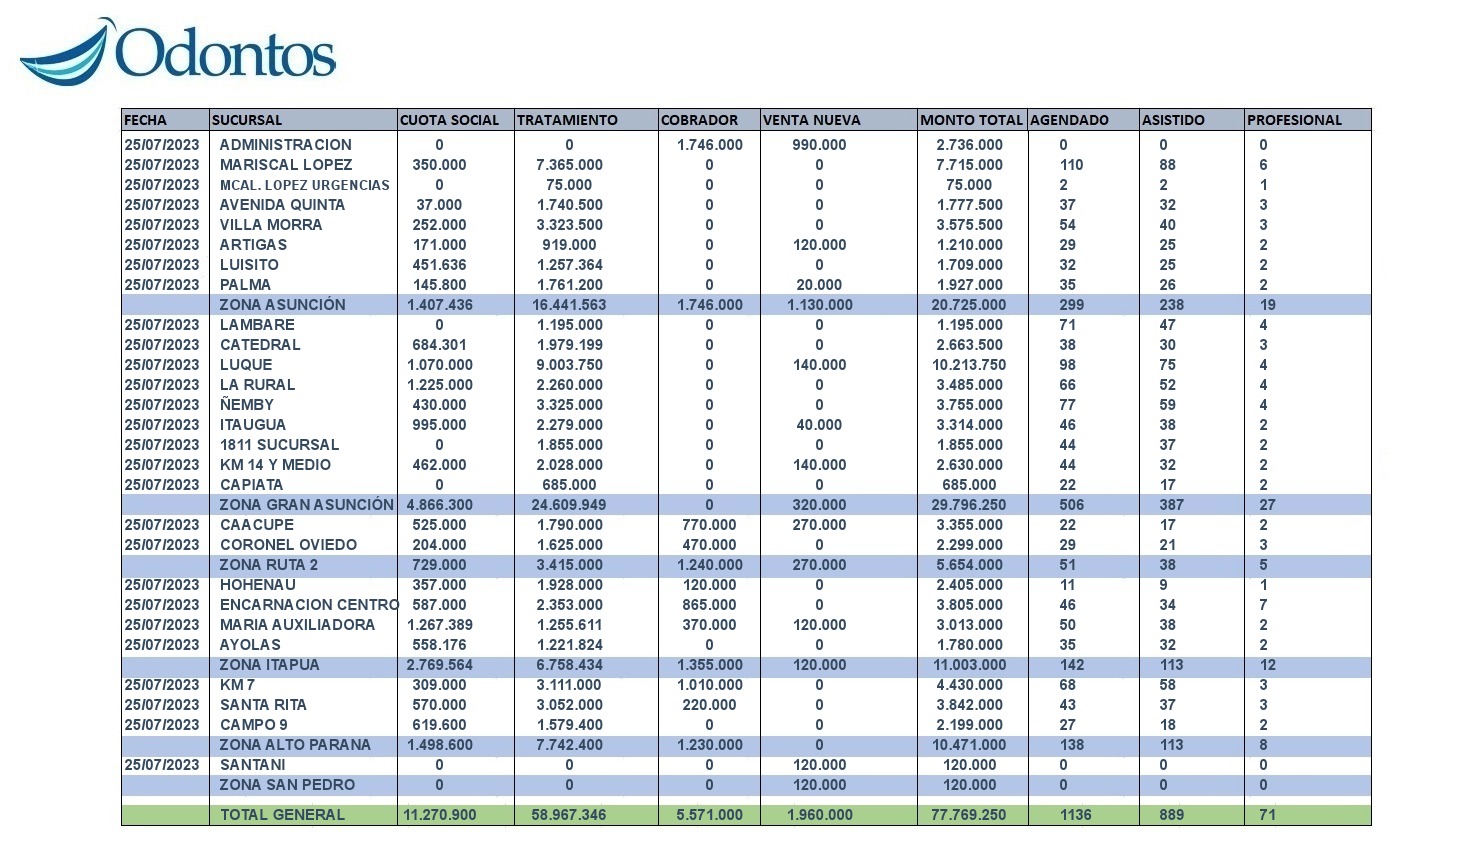 Odontos
FECHA SUCURSAL CUOTA SOCIAL TRATAMIENTO COBRADOR VENTA NUEVA MONTO TOTAL AGENDADO ASISTIDO PROFESIONAL
25/07/2023 ADMINISTRACION 0 0 1.746.000 990.000 2.736.000 0 0 0
25/07/2023 MARISCAL LOPEZ 350.000 7.365.000 0 0 7.715.000 110 88 6
25/07/2023 MCAL. LOPEZ URGENCIAS 0 75.000 0 0 75.000 2 2 1
25/07/2023 AVENIDA QUINTA 37.000 1.740.500 0 0 1.777.500 37 32 3
25/07/2023 VILLA MORRA 252.000 3.323.500 0 0 3.575.500 54 40 3
25/07/2023 ARTIGAS 171.000 919.000 0 120.000 1.210.000 29 25 2
25/07/2023 LUISITO 451.636 1.257.364 0 0 1.709.000 32 25 2
25/07/2023 PALMA 145.800 1.761.200 0 20.000 1.927.000 35 26 2
ZONA ASUNCIÓN 1.407.436 16.441.563 1.746.000 1.130.000 20.725.000 299 238 19
25/07/2023 LAMBARE 0 1.195.000 0 0 1.195.000 71 47 4
25/07/2023 CATEDRAL 684.301 1.979.199 0 0 2.663.500 38 30 3
25/07/2023 LUQUE 1.070.000 9.003.750 0 140.000 10.213.750 98 75 4
25/07/2023 LA RURAL 1.225.000 2.260.000 0 0 3.485.000 66 52 4
25/07/2023 ÑEMBY 430.000 3.325.000 0 0 3.755.000 77 59 4
25/07/2023 ITAUGUA 995.000 2.279.000 0 40.000 3.314.000 46 38 2
25/07/2023 1811 SUCURSAL 0 1.855.000 0 0 1.855.000 44 37 2
25/07/2023 KM 14 Y MEDIO 462.000 2.028.000 0 140.000 2.630.000 44 32 2
25/07/2023 CAPIATA 0 685.000 0 0 685.000 22 17 2
ZONA GRAN ASUNCIÓN 4.866.300 24.609.949 0 320.000 29.796.250 506 387 27
25/07/2023 CAACUPE 525.000 1.790.000 770.000 270.000 3.355.000 22 17 2
25/07/2023 CORONEL OVIEDO 204.000 1.625.000 470.000 0 2.299.000 29 21 3
ZONA RUTA 2 729.000 3.415.000 1.240.000 270.000 5.654.000 51 38 5
25/07/2023 HOHENAU 357.000 1.928.000 120.000 0 2.405.000 11 9 1
25/07/2023 ENCARNACION CENTRO 587.000 2.353.000 865.000 0 3.805.000 46 34 7
25/07/2023 MARIA AUXILIADORA 1.267.389 1.255.611 370.000 120.000 3.013.000 50 38 2
25/07/2023 AYOLAS 558.176 1.221.824 0 0 1.780.000 35 32 2
ZONA ITAPUA 2.769.564 6.758.434 1.355.000 120.000 11.003.000 142 113 12
25/07/2023 KM 7 309.000 3.111.000 1.010.000 0 4.430.000 68 58 3
25/07/2023 SANTA RITA 570.000 3.052.000 220.000 0 3.842.000 43 37 3
25/07/2023 CAMPO 9 619.600 1.579.400 0 0 2.199.000 27 18 2
ZONA ALTO PARANA 1.498.600 7.742.400 1.230.000 0 10.471.000 138 113 8
25/07/2023 SANTANI 0 0 0 120.000 120.000 0 0 0
ZONA SAN PEDRO 0 0 0 120.000 120.000 0 0 0
TOTAL GENERAL 11.270.900 58.967.346 5.571.000 1.960.000 77.769.250 1136 889 71